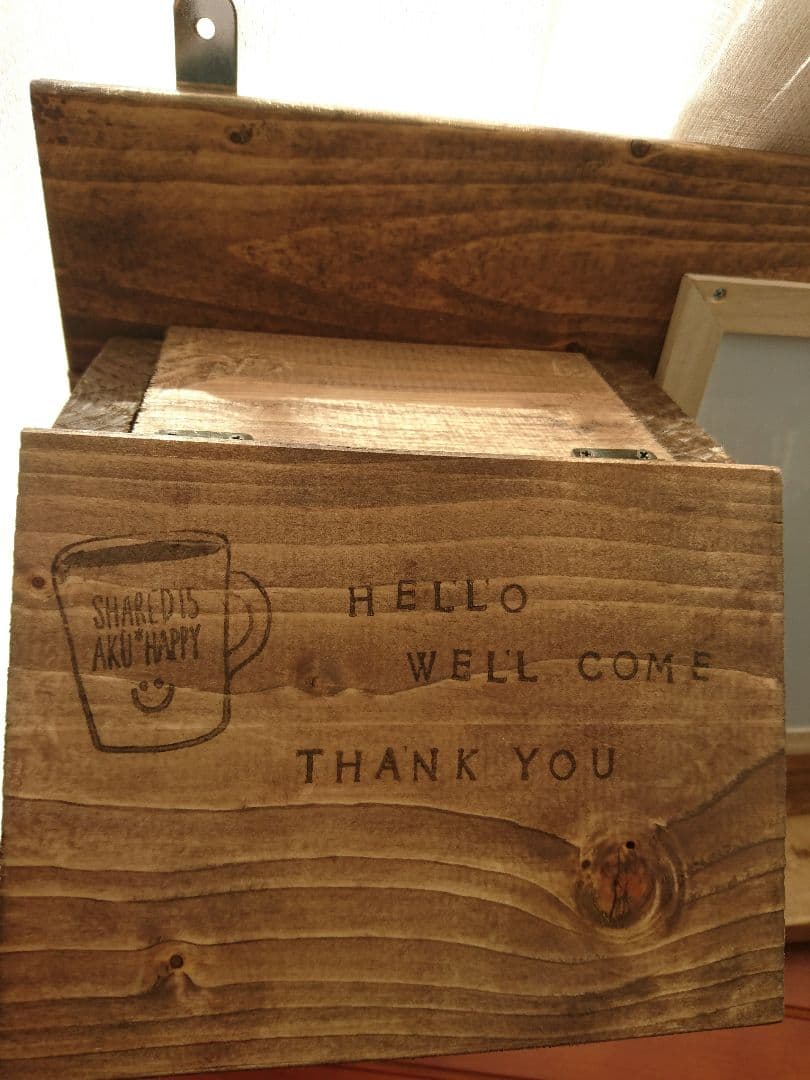 SHARED IS
AKU*HAPPY
HELLO
WELL COME
THANK YOU